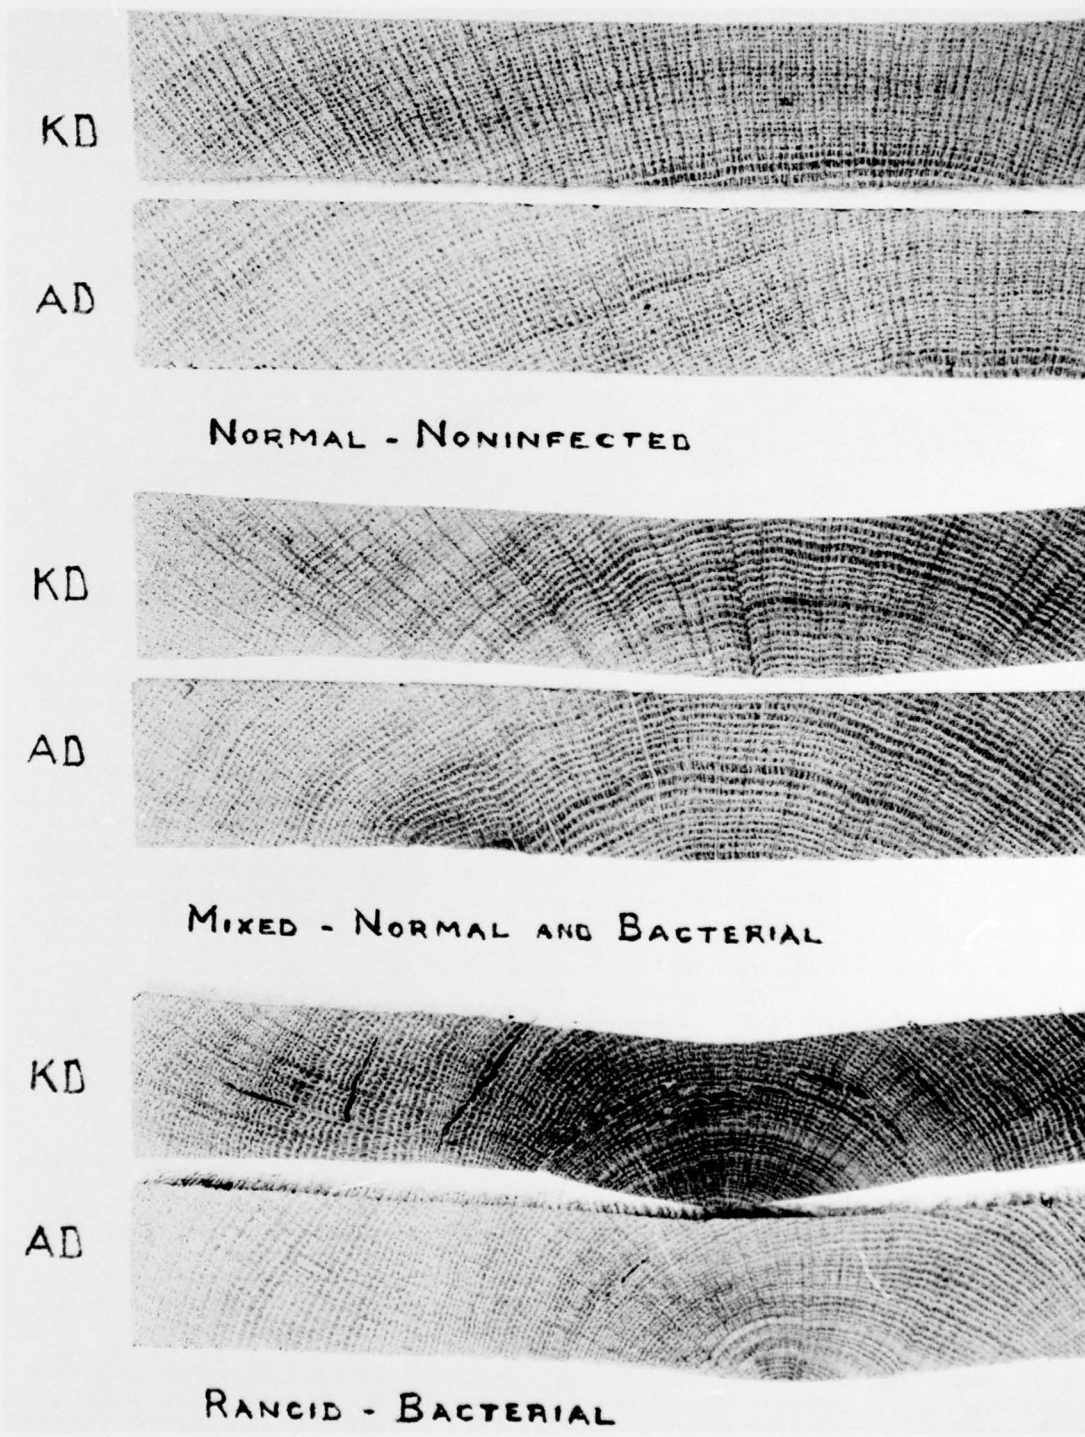 KD
AD
NORMAL - NONINFECTED
KD
AD
MIXED - NORMAL AND BACTERIAL
KD
AD
RANCID - BACTERIAL